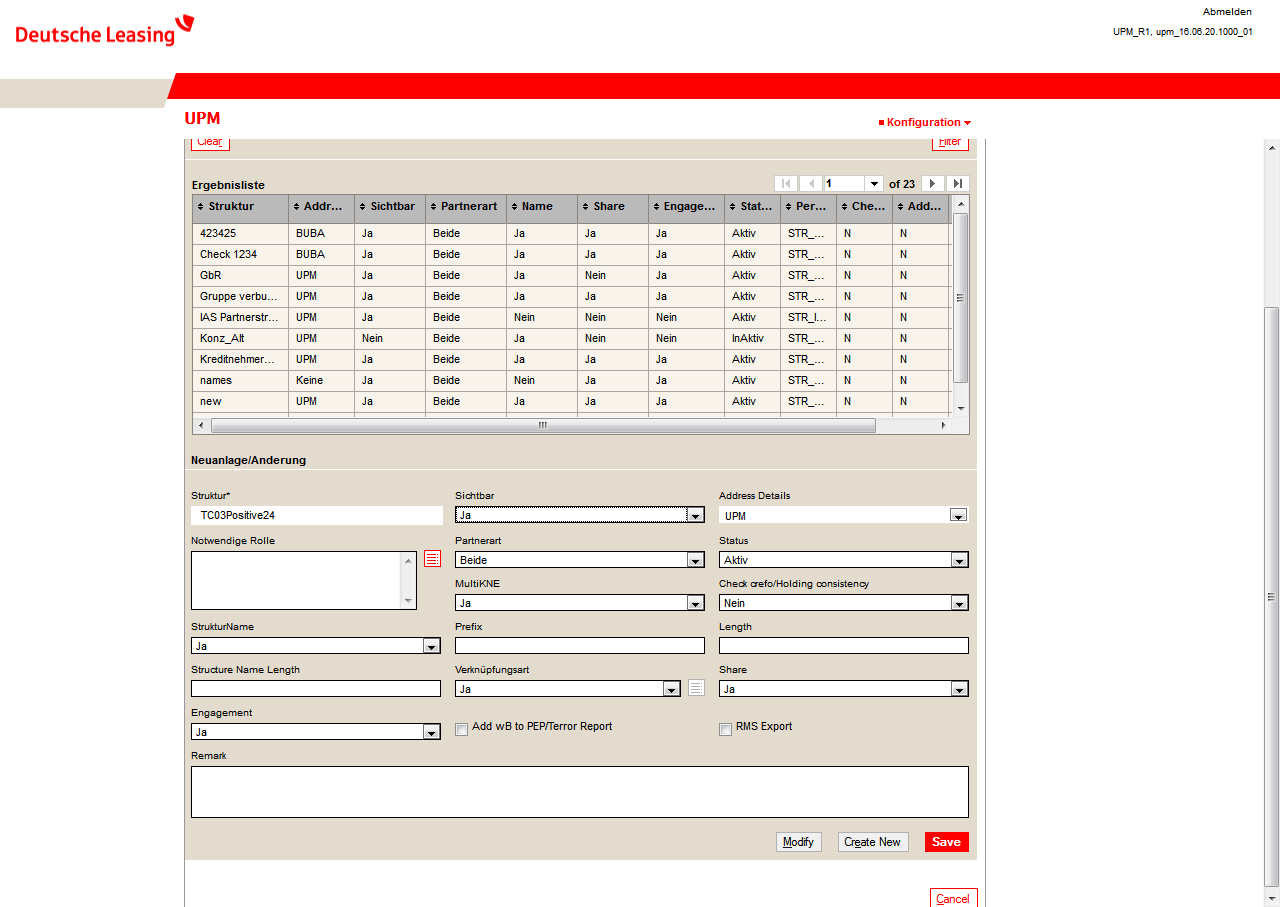 Abmelden
Deutsche Leasing
UPM_R1, upm_16.06.20.1000_01
UPM
Konfiguration
Clear
Filter
Ergebnisliste
1 of 23
Struktur Addr... Sichtbar Partnerart Name Share Engage... Stat... Per... Che... Add...
423425 BUBA Ja Beide Ja Ja Ja Aktiv STR_... N N
Check 1234 BUBA Ja Beide Ja Ja Ja Aktiv STR_... N N
GbR UPM Ja Beide Ja Nein Ja Aktiv STR_... N N
Gruppe verbu... UPM Ja Beide Ja Ja Ja Aktiv STR_... N N
IAS Partnerstr... UPM Ja Beide Nein Nein Nein Aktiv STR_I... N N
Konz_Alt UPM Nein Beide Ja Nein Nein InAktiv STR_... N N
Kreditnehmer... UPM Ja Beide Ja Ja Ja Aktiv STR_... N N
names Keine Ja Beide Nein Ja Ja Aktiv STR_... N N
new UPM Ja Beide Ja Ja Ja Aktiv STR_... N N
Neuanlage/Anderung
Struktur* Sichtbar Address Details
TC03Positive24 Ja UPM
Notwendige Rolle Partnerart Status
Beide Aktiv
MultiKNE Check crefo/Holding consistency
Ja Nein
StrukturName Prefix Length
Ja
Structure Name Length Verknüpfungsart Share
Ja Ja
Engagement
Ja Add wB to PEP/Terror Report RMS Export
Remark
Modify Create New Save
Cancel